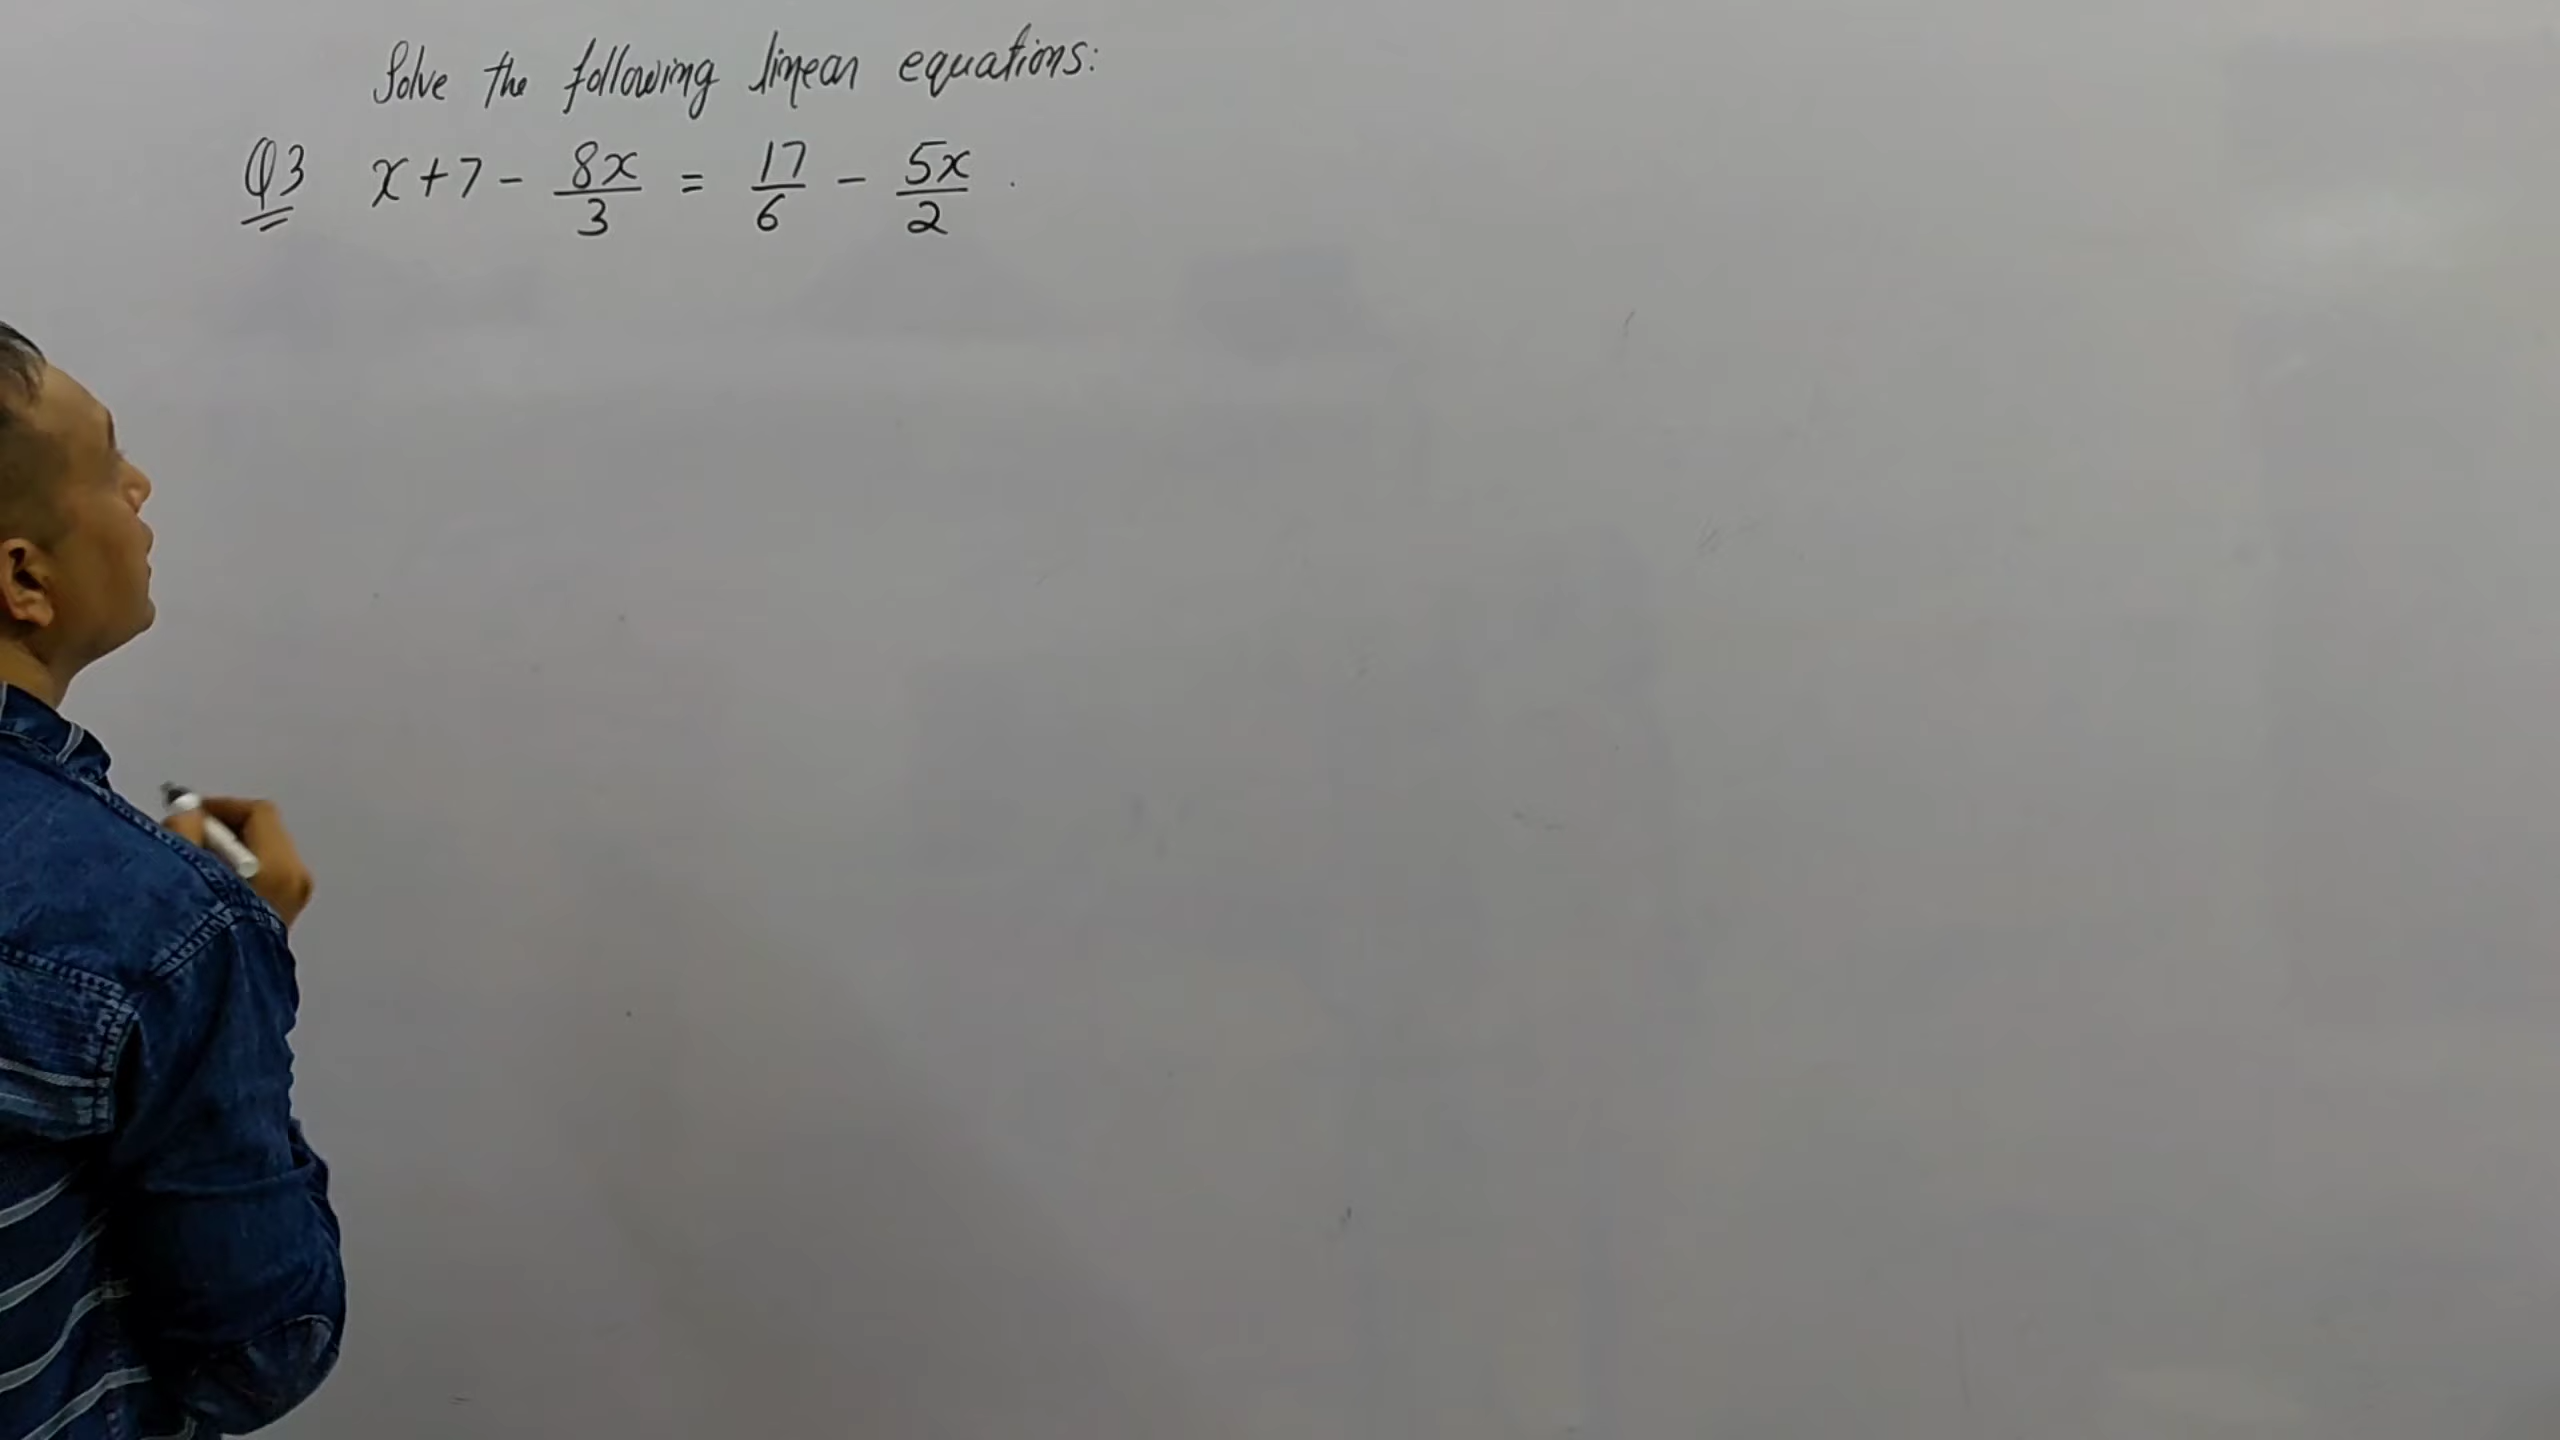 Solve the following linear equations:
Q3 x + 7 - 8x/3 = 17/6 - 5x/2 .